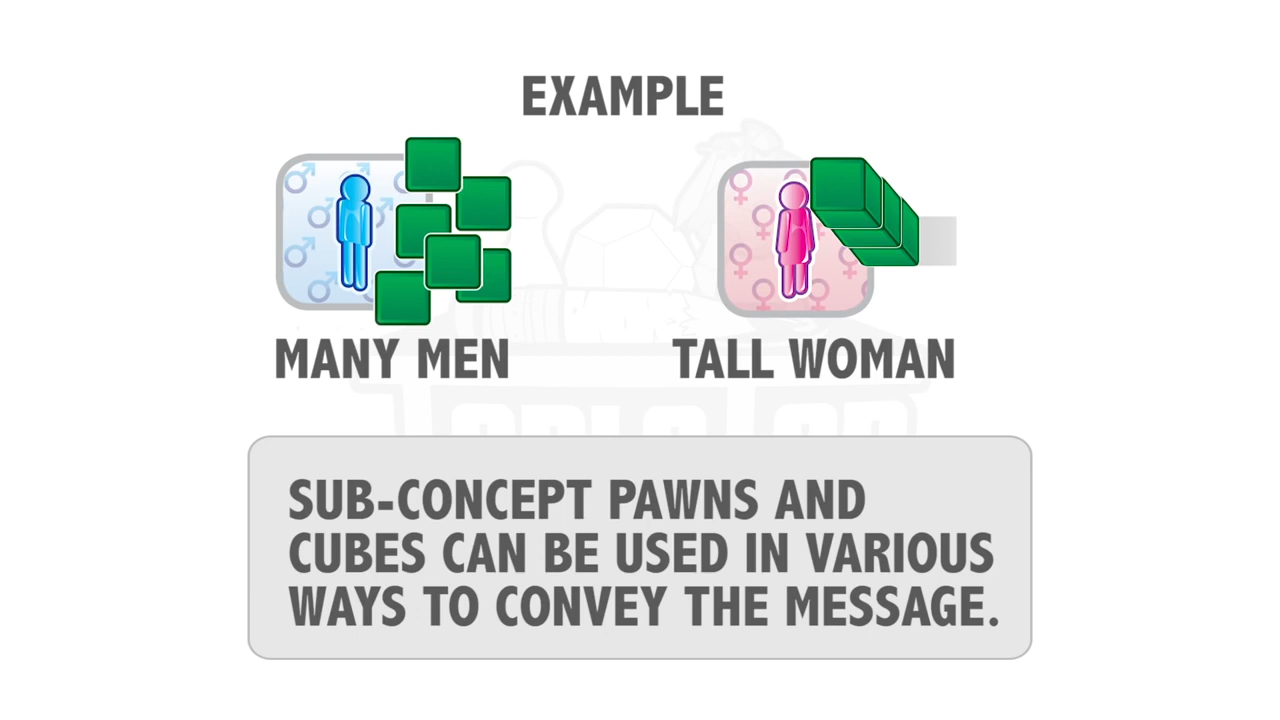 EXAMPLE
MANY MEN
TALL WOMAN
SUB-CONCEPT PAWNS AND
CUBES CAN BE USED IN VARIOUS
WAYS TO CONVEY THE MESSAGE.